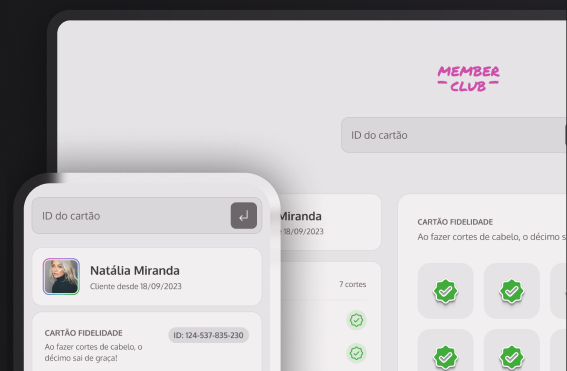 MEMBER
CLUB
ID do cartão
Miranda
18/09/2023
7 cortes
CARTÃO FIDELIDADE
Ao fazer cortes de cabelo, o décimo s
ID do cartão
Natália Miranda
Cliente desde 18/09/2023
CARTÃO FIDELIDADE
ID: 124-537-835-230
Ao fazer cortes de cabelo, o
décimo sai de graça!